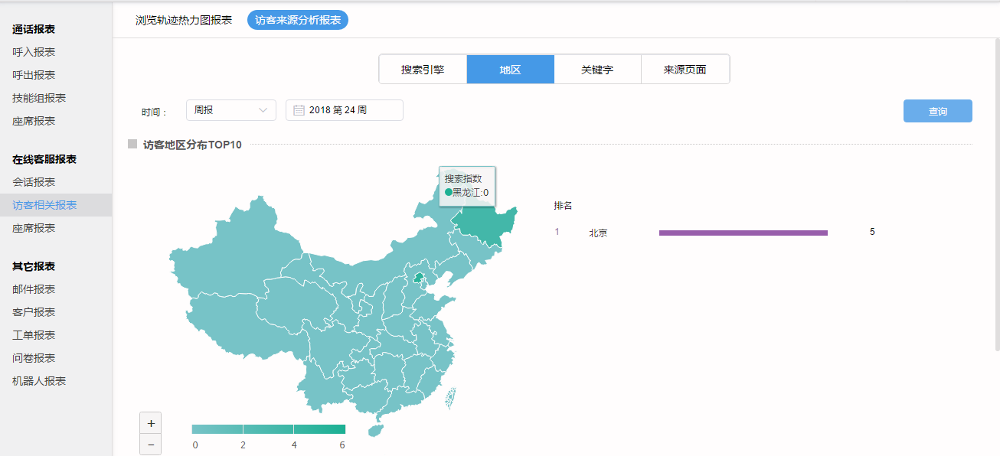 通话报表
呼入报表
呼出报表
技能组报表
座席报表
在线客服报表
会话报表
访客相关报表
座席报表
其它报表
邮件报表
客户报表
工单报表
问卷报表
机器人报表
浏览轨迹热力图报表 访客来源分析报表
搜索引擎 地区 关键字 来源页面
时间： 周报 2018 第 24 周 查询
访客地区分布TOP10
搜索指数
黑龙江:0
排名
1 北京 5
+
−
0 2 4 6